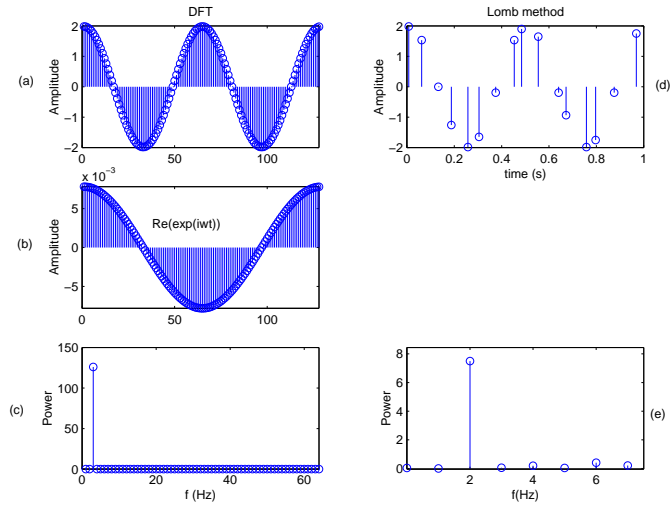 DFT
Lomb method
(a)
Amplitude
2
1
0
−1
−2
0
50
100
(d)
Amplitude
2
1
0
−1
−2
0
0.2
0.4
0.6
0.8
1
time (s)
x 10⁻³
(b)
Amplitude
5
0
−5
Re(exp(iwt))
0
50
100
(c)
Power
150
100
50
0
0
20
40
60
f (Hz)
(e)
Power
8
6
4
2
0
2
4
6
f(Hz)